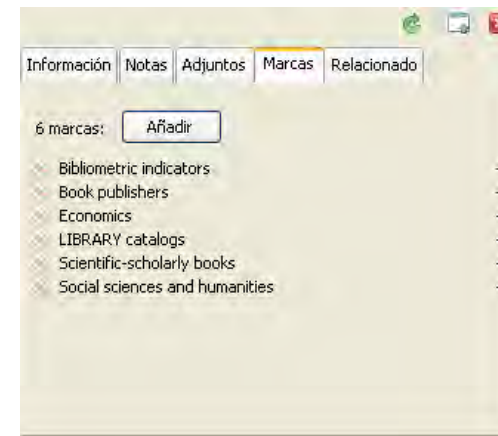 Información Notas Adjuntos Marcas Relacionado
6 marcas: Añadir
Bibliometric indicators
Book publishers
Economics
LIBRARY catalogs
Scientific-scholarly books
Social sciences and humanities